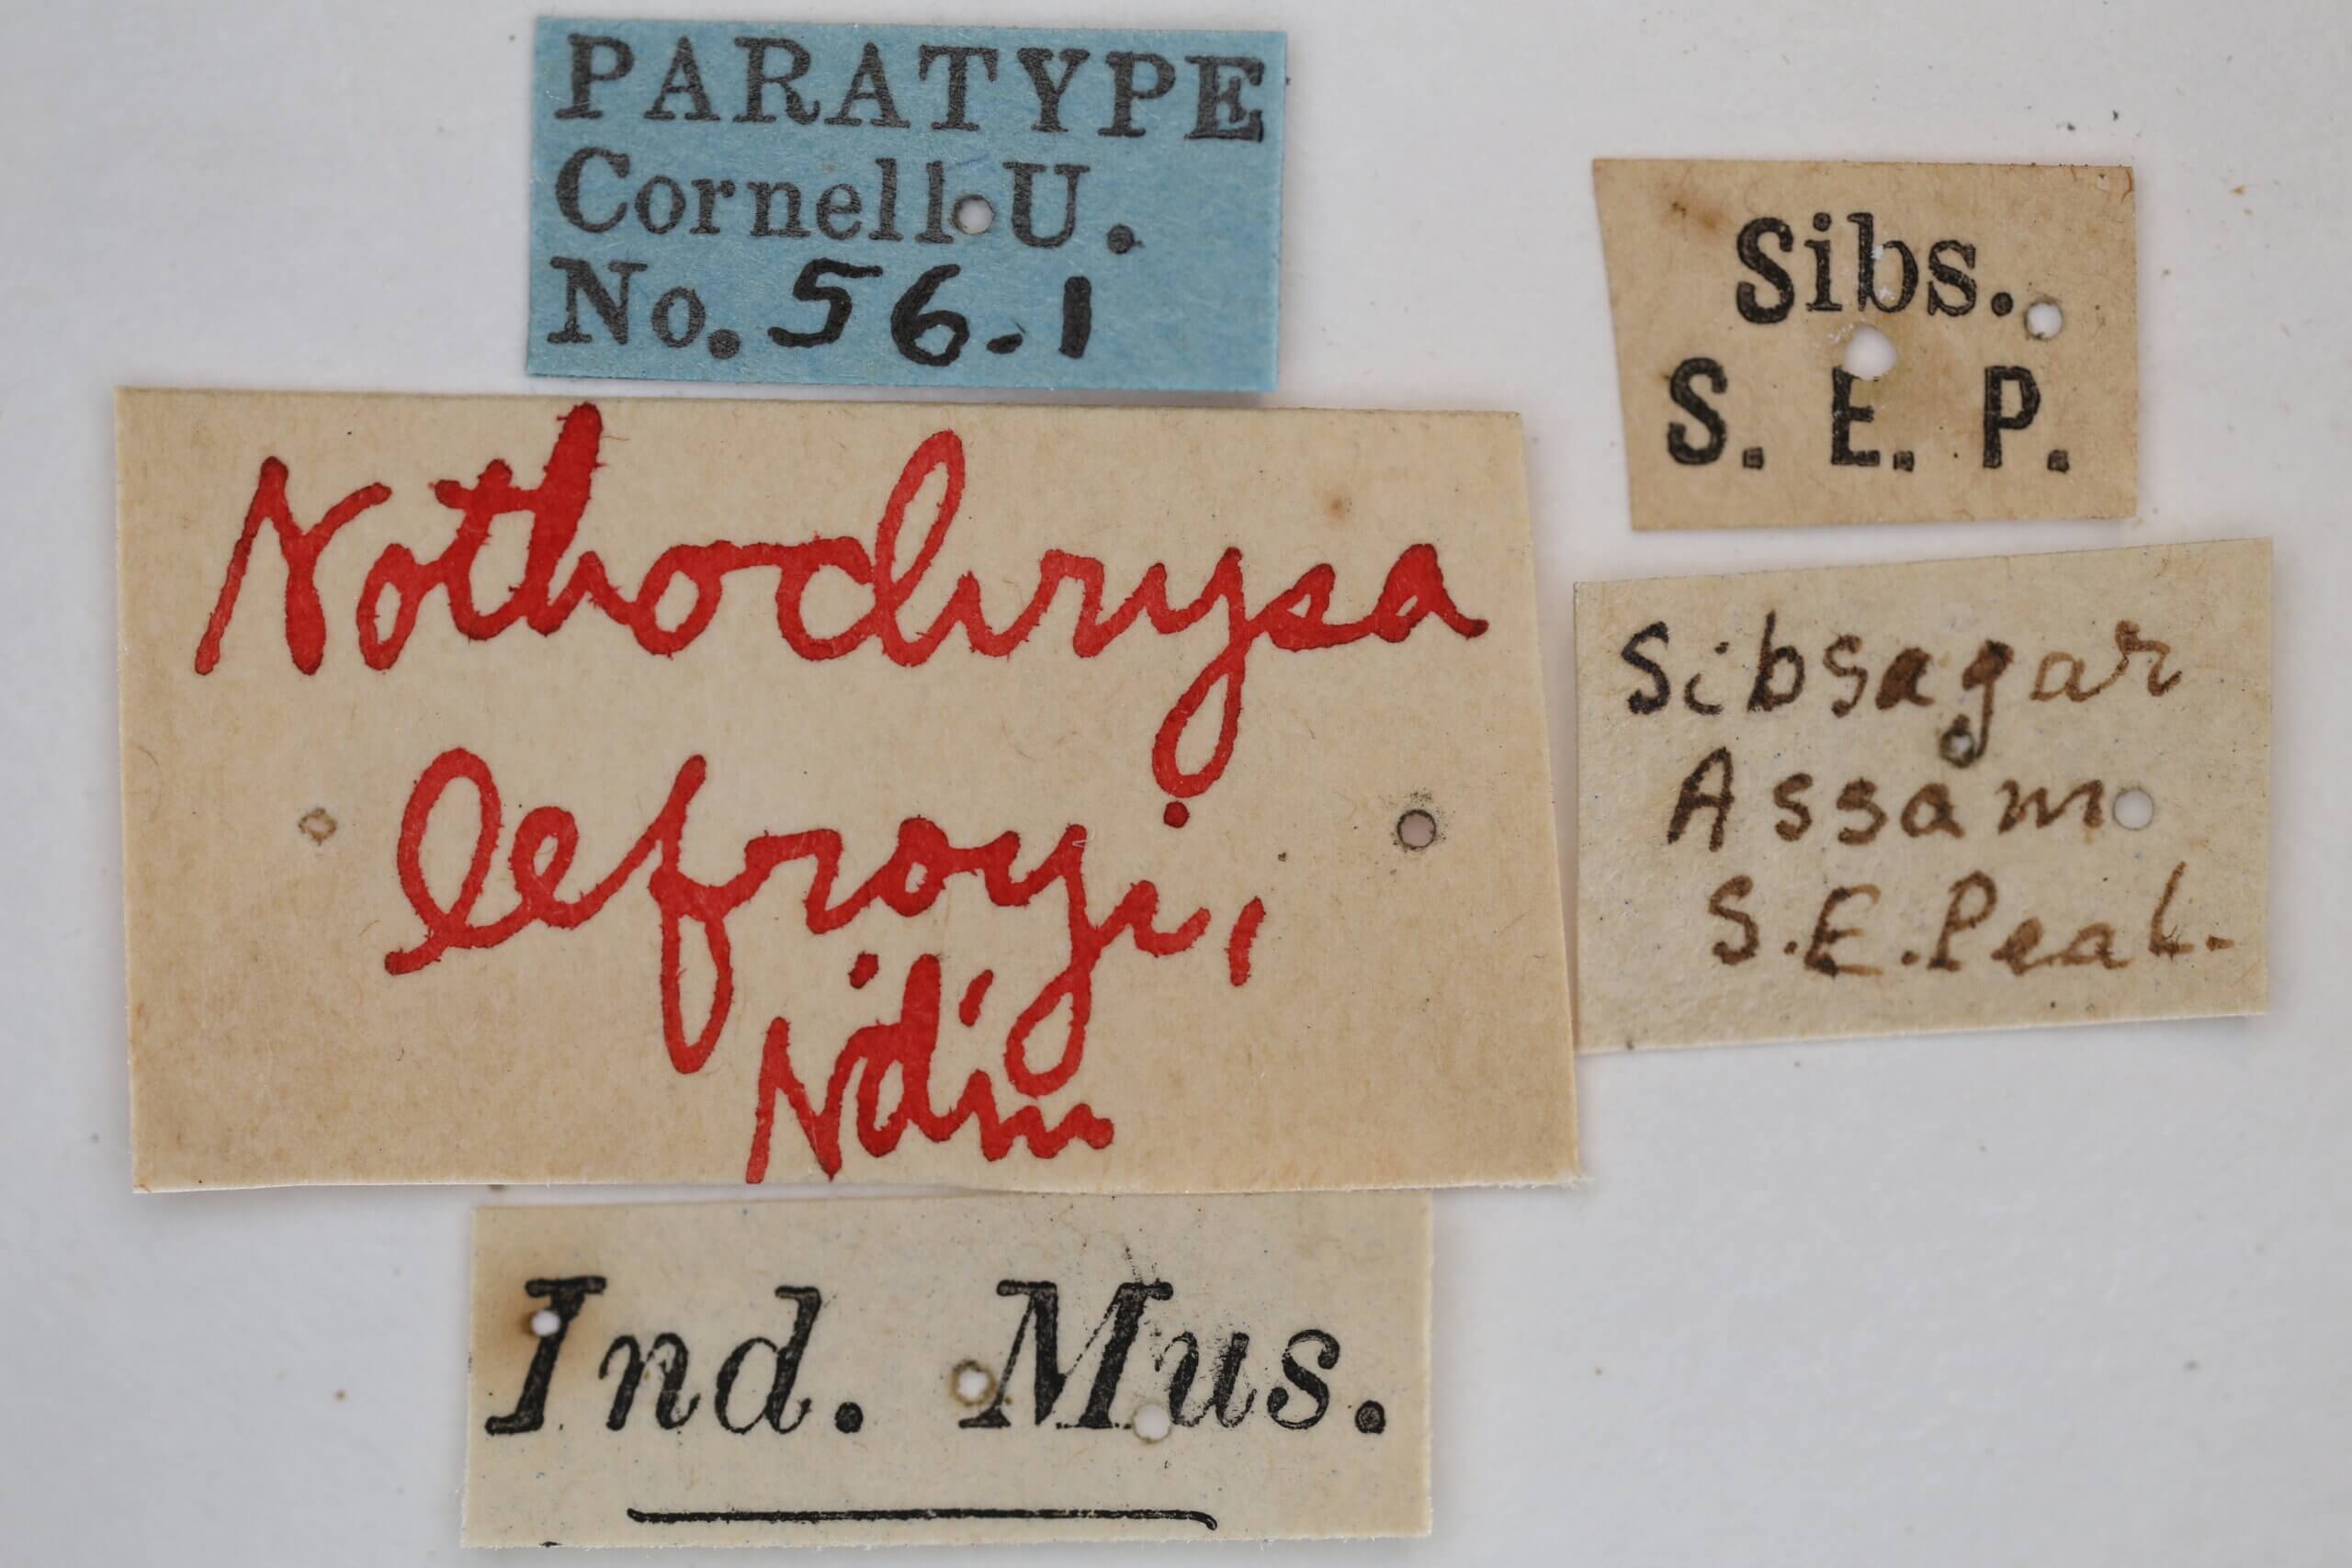 PARATYPE
Cornell U.
No. 56.1
Nothochrysa
lefroyi,
Ndm
Sibs.
S. E. P.
Sibsagar
Assam
S.E.Peal.
Ind. Mus.